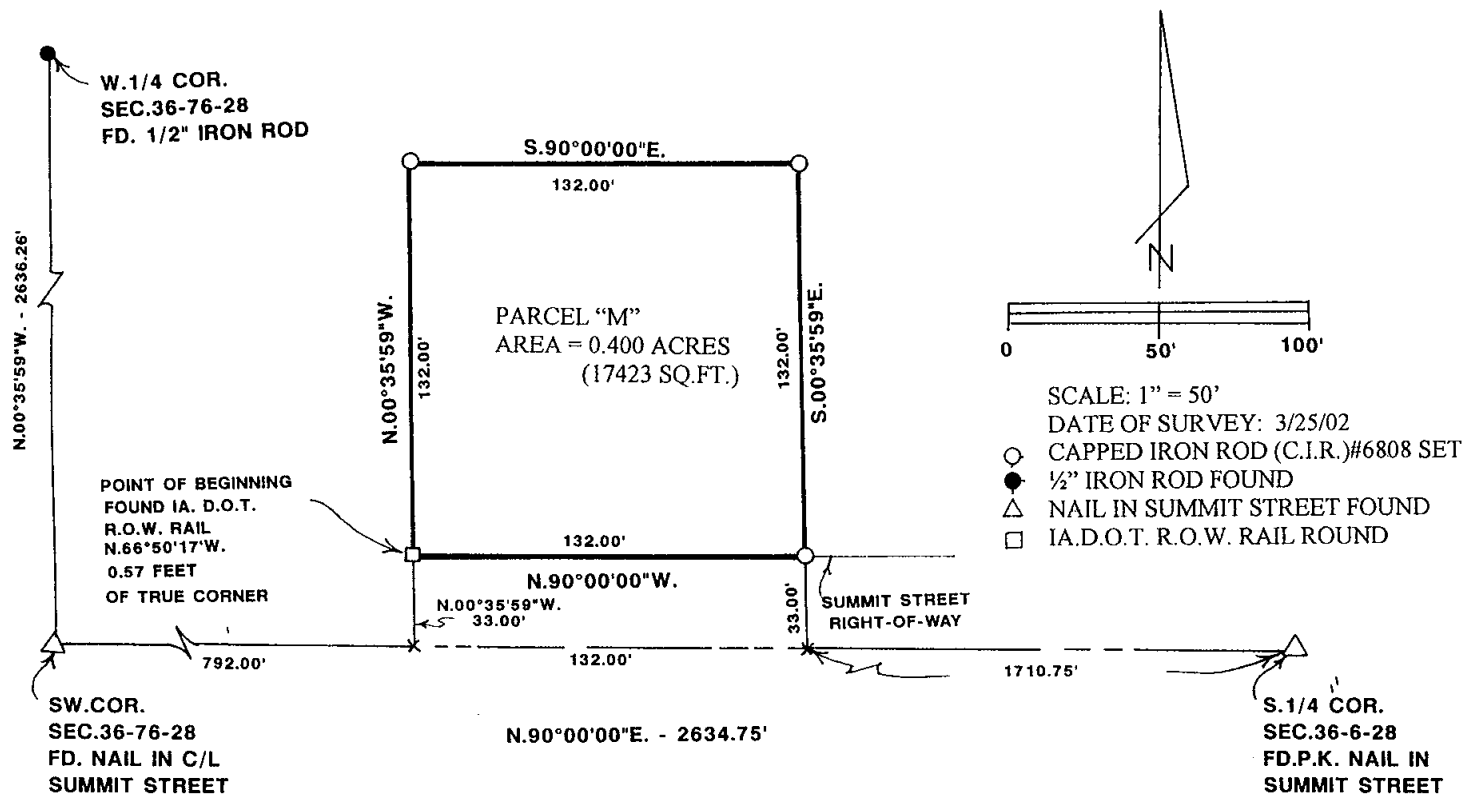 W.1/4 COR.
SEC.36-76-28
FD. 1/2" IRON ROD
N.00°35'59"W. - 2636.26'
S.90°00'00"E.
132.00'
N.00°35'59"W.
132.00'
PARCEL “M”
AREA = 0.400 ACRES
(17423 SQ.FT.)
132.00'
S.00°35'59"E.
N
0 50' 100'
SCALE: 1” = 50’
DATE OF SURVEY: 3/25/02
CAPPED IRON ROD (C.I.R.)#6808 SET
½” IRON ROD FOUND
NAIL IN SUMMIT STREET FOUND
IA.D.O.T. R.O.W. RAIL ROUND
POINT OF BEGINNING
FOUND IA. D.O.T.
R.O.W. RAIL
N.66°50'17'W.
0.57 FEET
OF TRUE CORNER
132.00'
N.90°00'00"W.
N.00°35'59"W.
33.00'
33.00'
SUMMIT STREET
RIGHT-OF-WAY
792.00'
132.00'
1710.75'
SW.COR.
SEC.36-76-28
FD. NAIL IN C/L
SUMMIT STREET
N.90°00'00"E. - 2634.75'
S.1/4 COR.
SEC.36-6-28
FD.P.K. NAIL IN
SUMMIT STREET